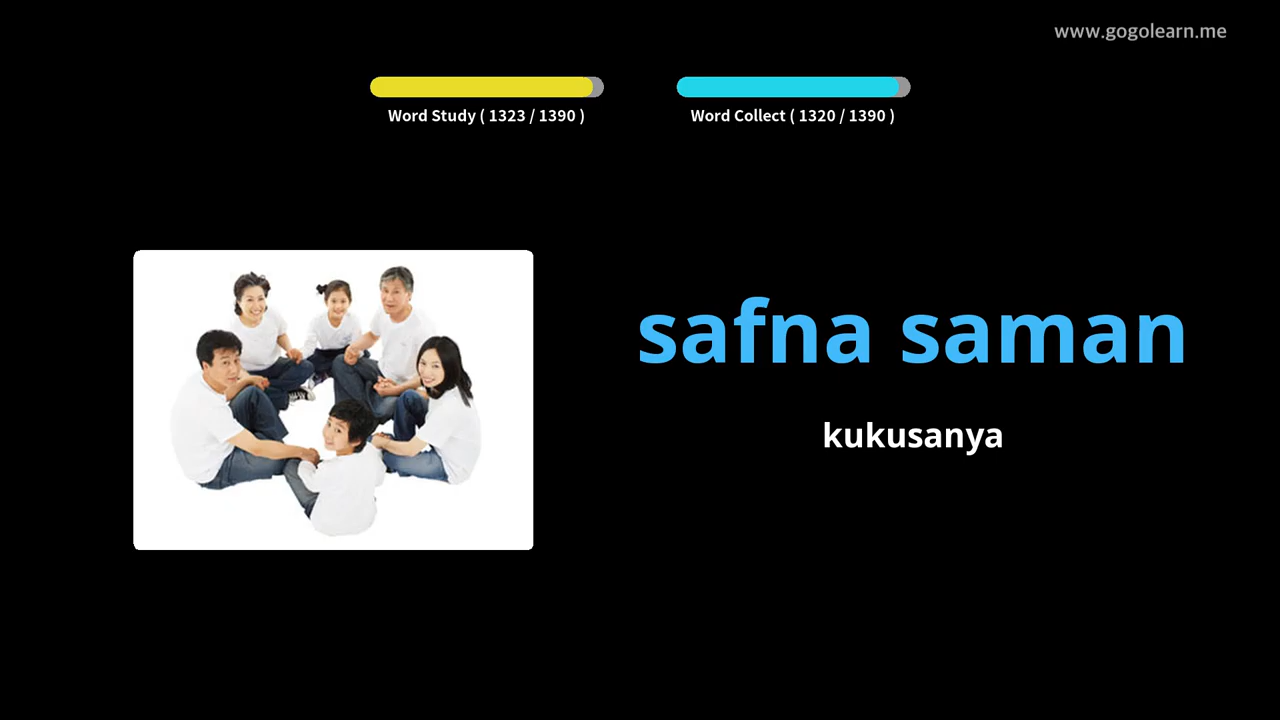 www.gogolearn.me
Word Study ( 1323 / 1390 )
Word Collect ( 1320 / 1390 )
safna saman
kukusanya